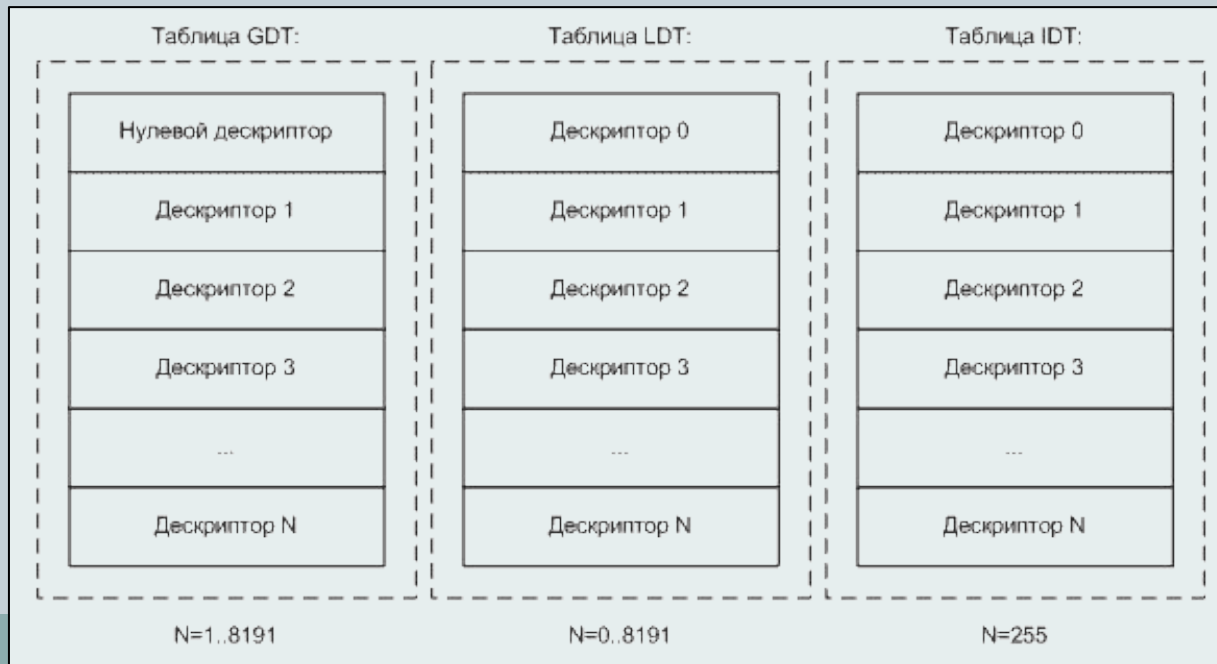 Таблица GDT:
Нулевой дескриптор
Дескриптор 1
Дескриптор 2
Дескриптор 3
...
Дескриптор N
N=1..8191
Таблица LDT:
Дескриптор 0
Дескриптор 1
Дескриптор 2
Дескриптор 3
...
Дескриптор N
N=0..8191
Таблица IDT:
Дескриптор 0
Дескриптор 1
Дескриптор 2
Дескриптор 3
...
Дескриптор N
N=255